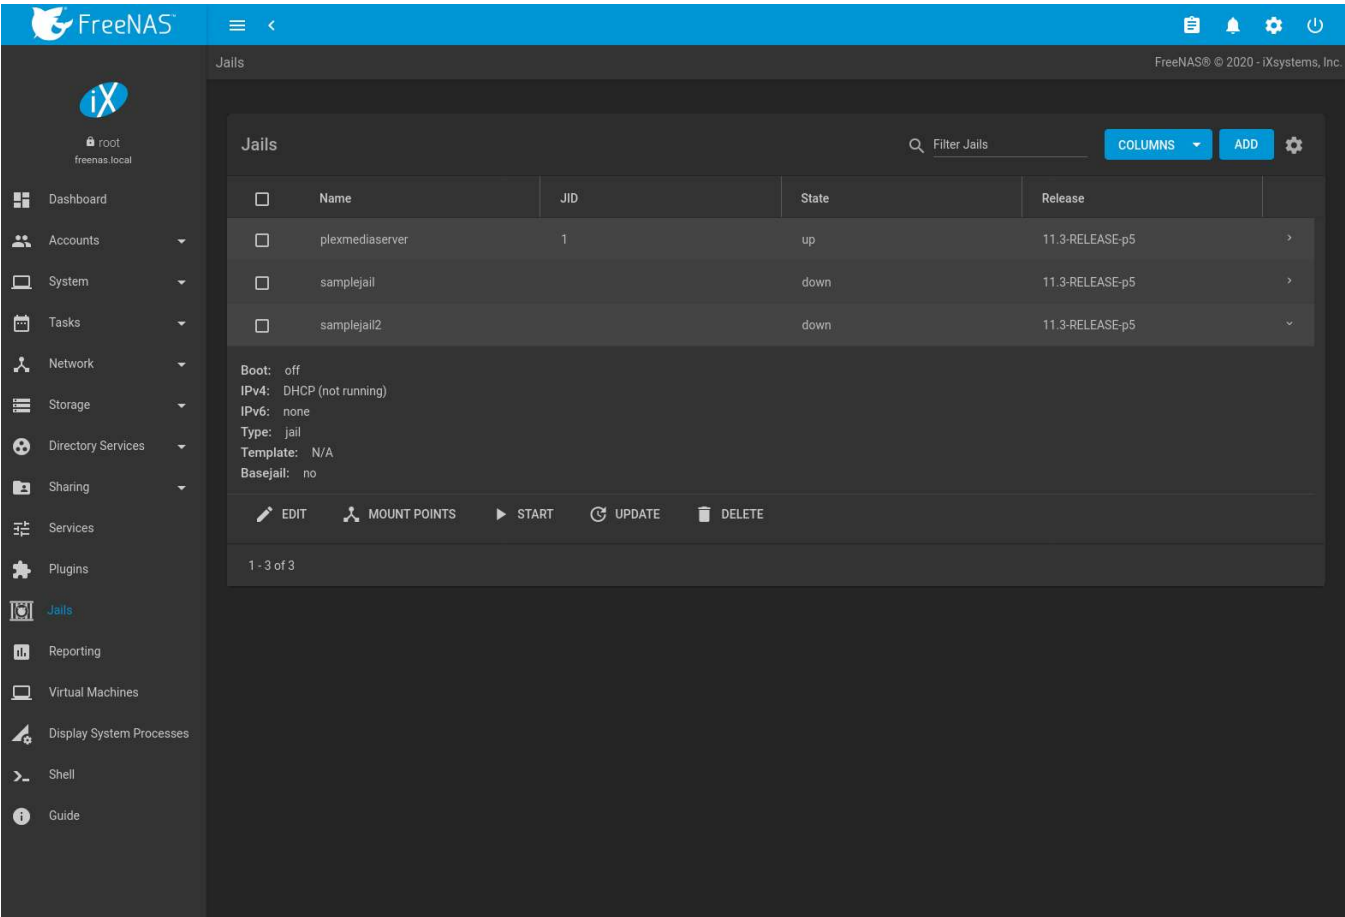 FreeNAS®
Jails
FreeNAS® © 2020 - iXsystems, Inc.
iX
root
freenas.local
Dashboard
Accounts
System
Tasks
Network
Storage
Directory Services
Sharing
Services
Plugins
Jails
Reporting
Virtual Machines
Display System Processes
Shell
Guide
Jails
Filter Jails
COLUMNS
ADD
Name JID State Release
plexmediaserver 1 up 11.3-RELEASE-p5
samplejail down 11.3-RELEASE-p5
samplejail2 down 11.3-RELEASE-p5
Boot: off
IPv4: DHCP (not running)
IPv6: none
Type: jail
Template: N/A
Basejail: no
EDIT MOUNT POINTS START UPDATE DELETE
1 - 3 of 3